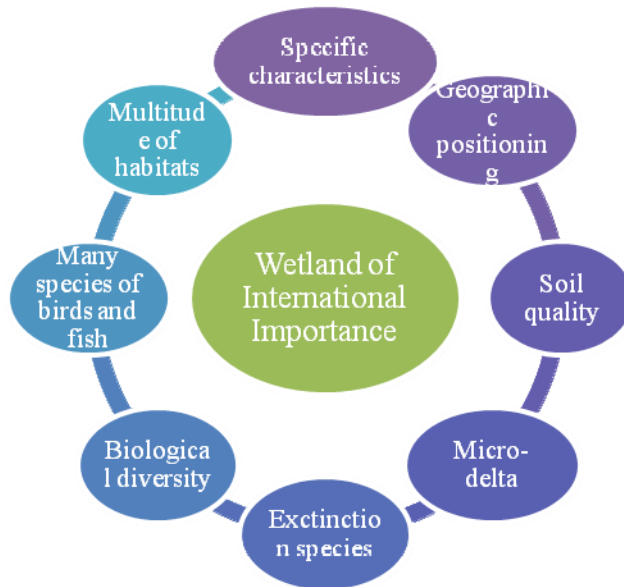 Specific
characteristics
Geographi
c
positionin
g
Soil
quality
Micro-
delta
Exctinctio
n species
Biologica
l diversity
Many
species of
birds and
fish
Multitud
e of
habitats
Wetland of
International
Importance